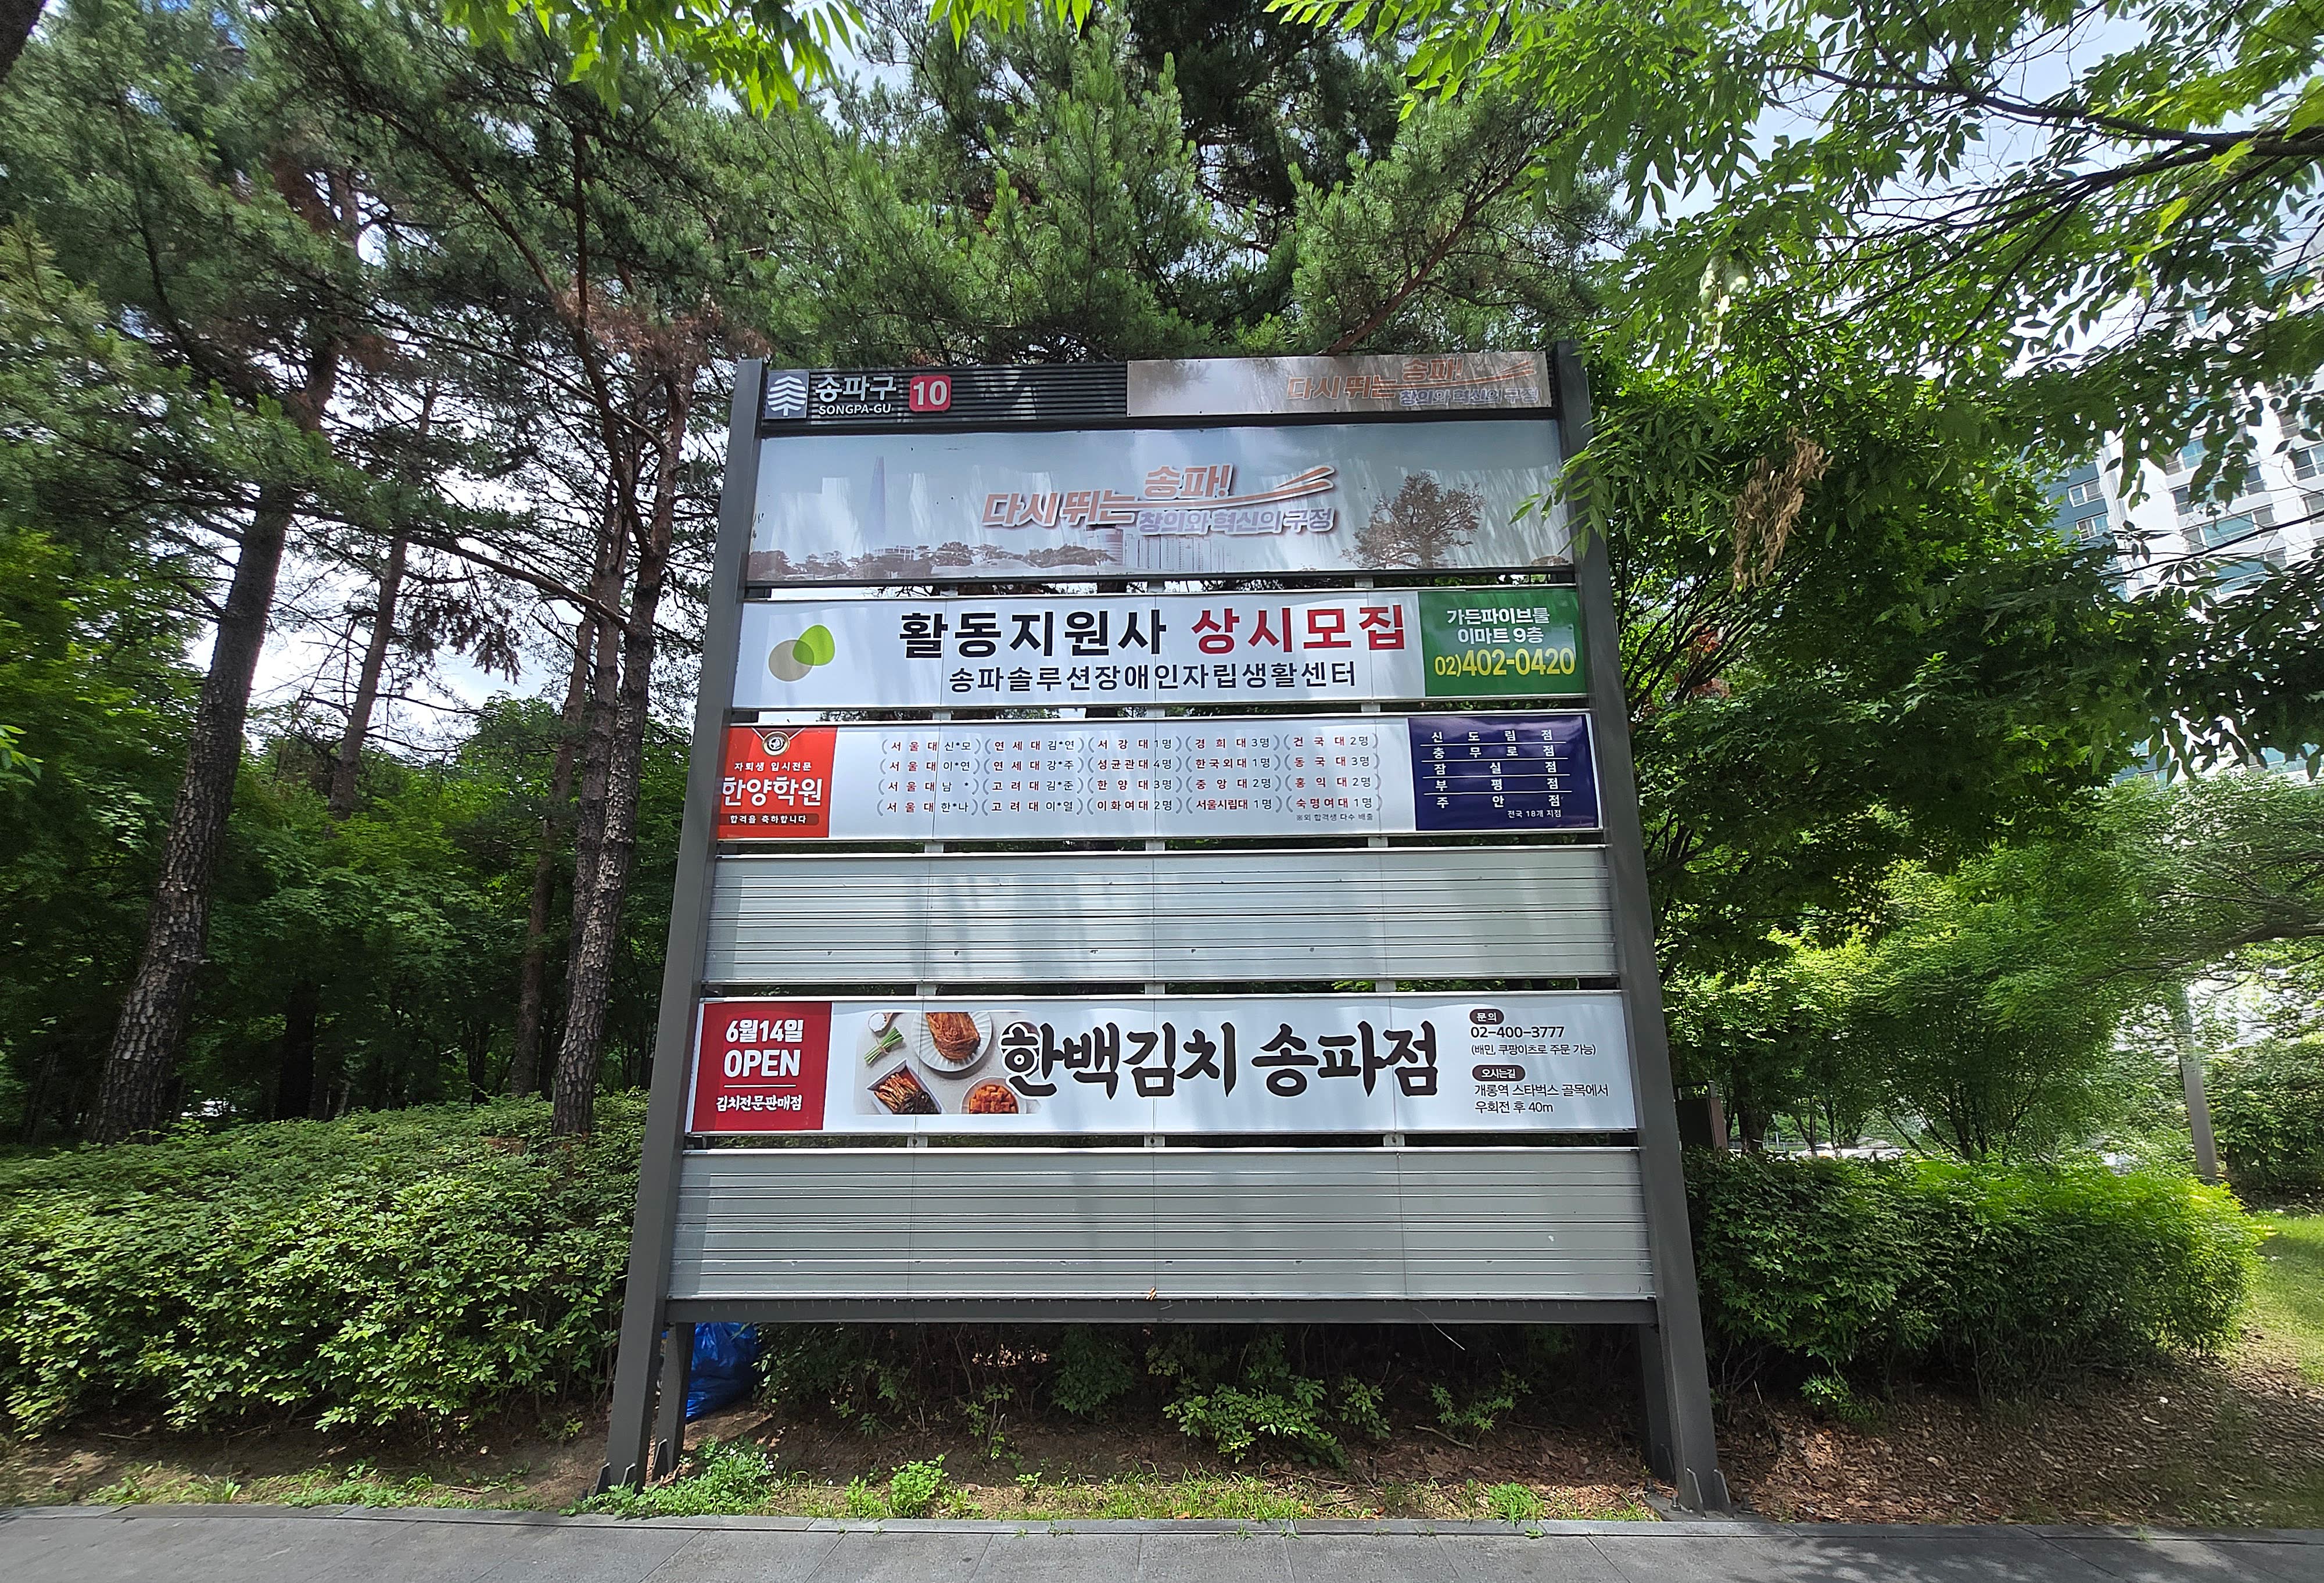 송파구 10
SONGPA-GU
다시 뛰는 송파!
창의와 혁신의 구정
다시 뛰는 송파!
창의와 혁신의 구정
활동지원사 상시모집
송파솔루션장애인자립생활센터
가든파이브툴
이마트 9층
02)402-0420
자퇴생 입시전문
한양학원
합격을 축하합니다
(서울대 신*모) (연세대 김*연) (서강대 1명) (경희대 3명) (건국대 2명)
(서울대 이*연) (연세대 강*주) (성균관대 4명) (한국외대 1명) (동국대 3명)
(서울대 남*) (고려대 김*준) (한양대 3명) (중앙대 2명) (홍익대 2명)
(서울대 한*나) (고려대 이*열) (이화여대 2명) (서울시립대 1명) (숙명여대 1명)
※외 합격생 다수 배출
신도림점
충무로점
잠실점
부평점
주안점
전국 18개 지점
6월14일
OPEN
김치전문판매점
한백김치 송파점
문의
02-400-3777
(배민, 쿠팡이츠로 주문 가능)
오시는길
개롱역 스타벅스 골목에서
우회전 후 40m